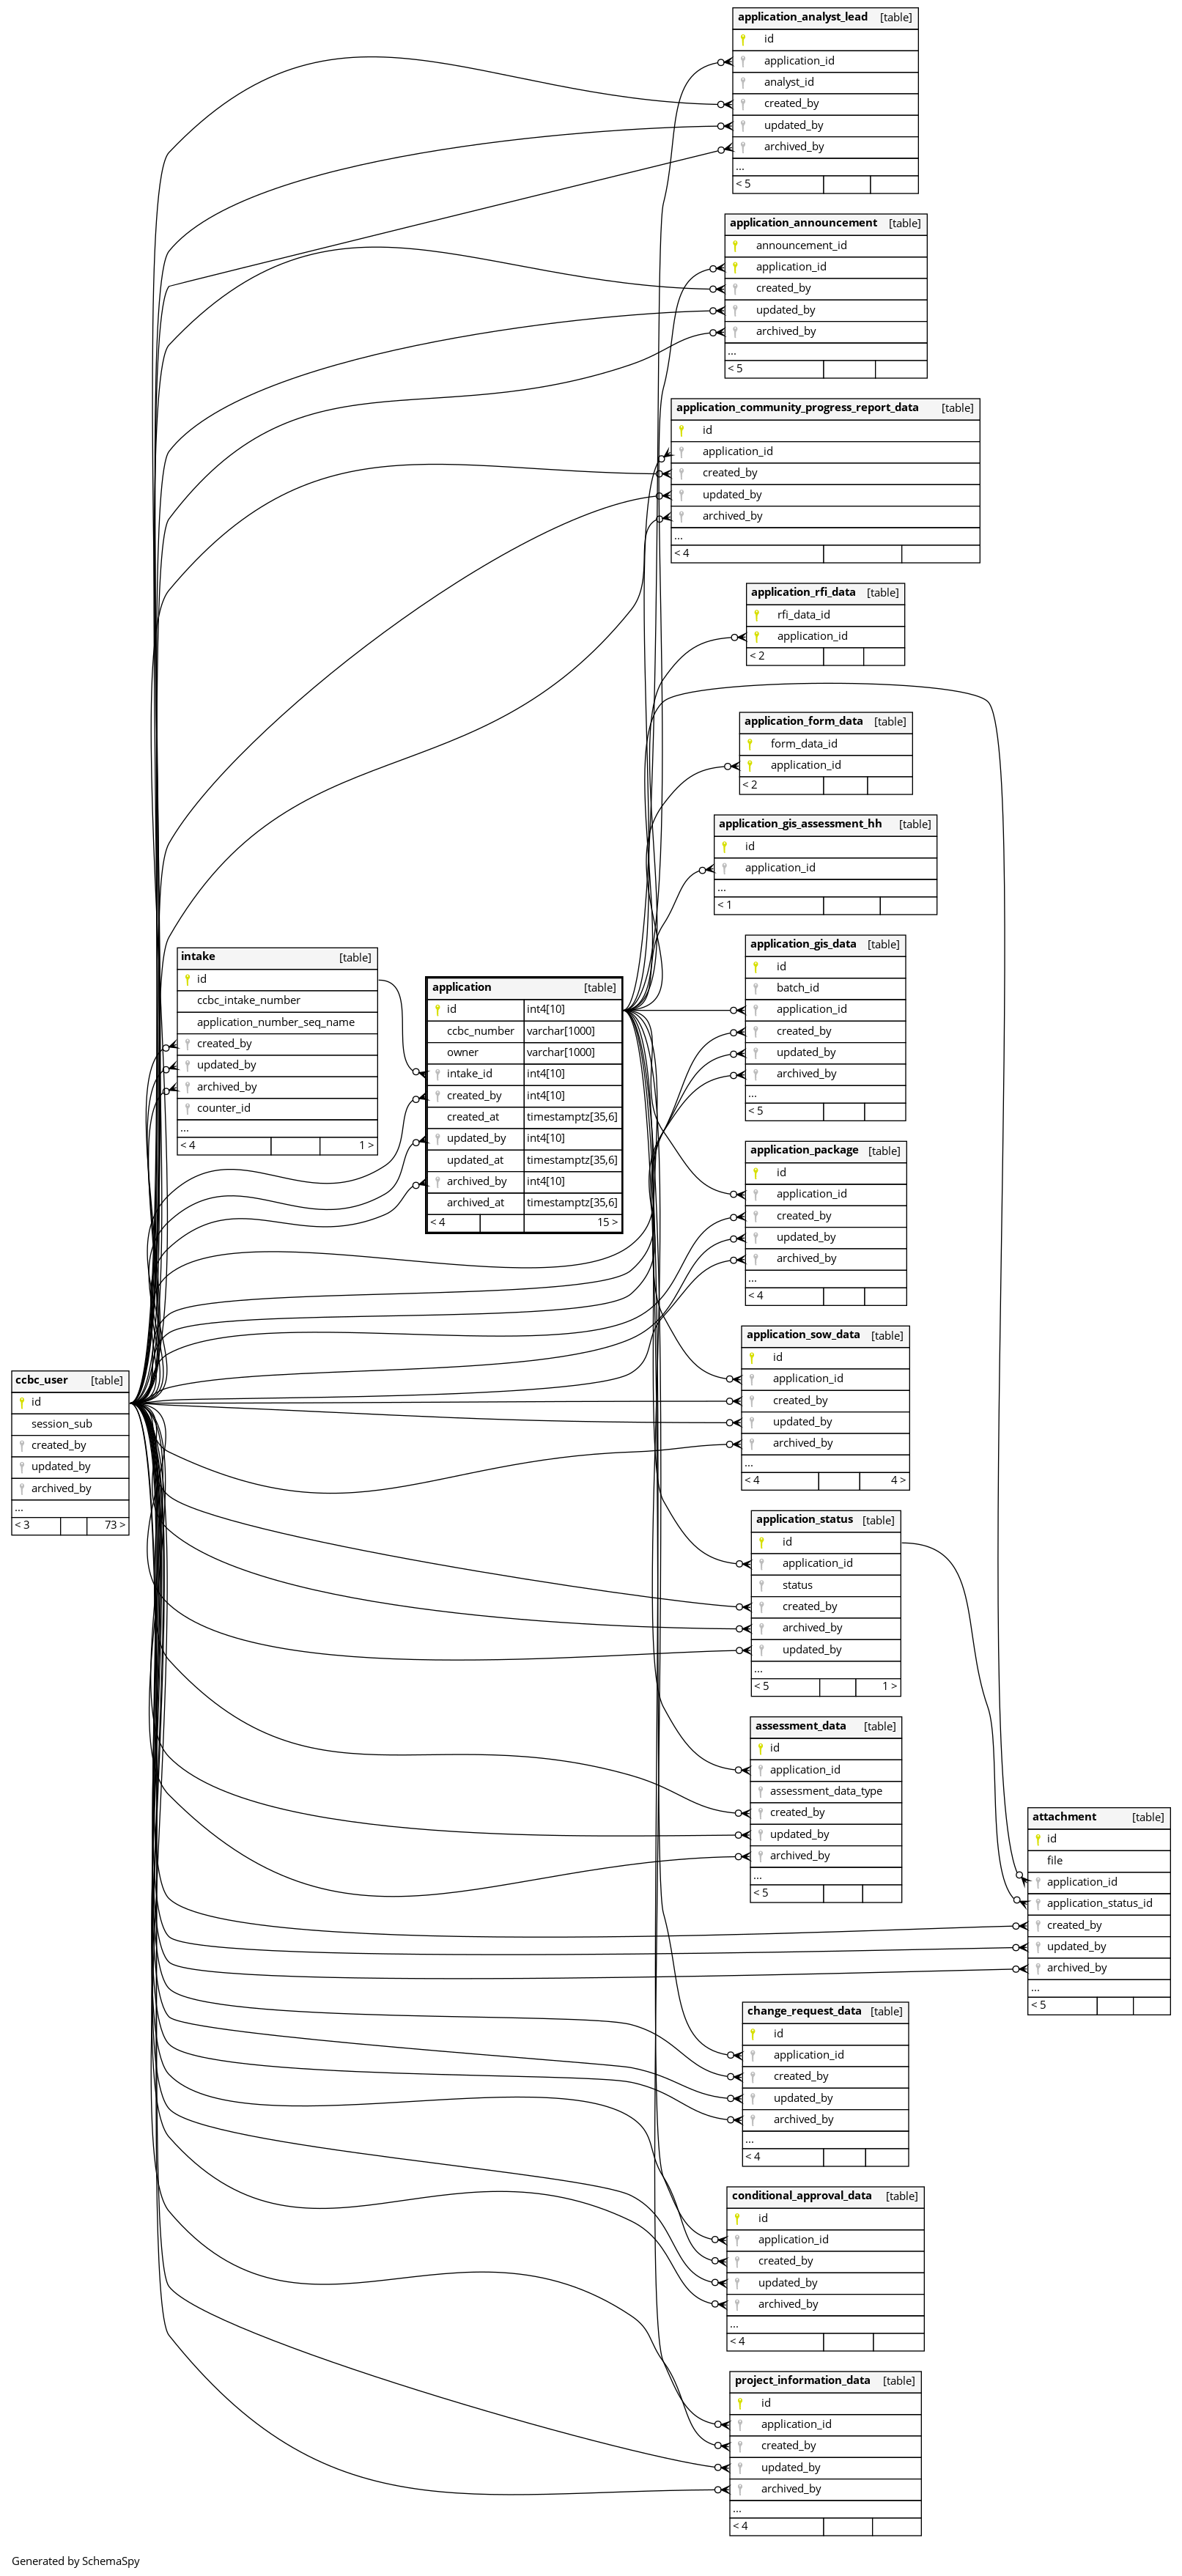 application_analyst_lead [table]
id
application_id
analyst_id
created_by
updated_by
archived_by
...
< 5
application_announcement [table]
announcement_id
application_id
created_by
updated_by
archived_by
...
< 5
application_community_progress_report_data [table]
id
application_id
created_by
updated_by
archived_by
...
< 4
application_rfi_data [table]
rfi_data_id
application_id
< 2
application_form_data [table]
form_data_id
application_id
< 2
application_gis_assessment_hh [table]
id
application_id
...
< 1
application_gis_data [table]
id
batch_id
application_id
created_by
updated_by
archived_by
...
< 5
intake [table]
id
ccbc_intake_number
application_number_seq_name
created_by
updated_by
archived_by
counter_id
...
< 4 1 >
application [table]
id int4[10]
ccbc_number varchar[1000]
owner varchar[1000]
intake_id int4[10]
created_by int4[10]
created_at timestamptz[35,6]
updated_by int4[10]
updated_at timestamptz[35,6]
archived_by int4[10]
archived_at timestamptz[35,6]
< 4 15 >
application_package [table]
id
application_id
created_by
updated_by
archived_by
...
< 4
application_sow_data [table]
id
application_id
created_by
updated_by
archived_by
...
< 4 4 >
ccbc_user [table]
id
session_sub
created_by
updated_by
archived_by
...
< 3 73 >
application_status [table]
id
application_id
status
created_by
archived_by
updated_by
...
< 5 1 >
assessment_data [table]
id
application_id
assessment_data_type
created_by
updated_by
archived_by
...
< 5
attachment [table]
id
file
application_id
application_status_id
created_by
updated_by
archived_by
...
< 5
change_request_data [table]
id
application_id
created_by
updated_by
archived_by
...
< 4
conditional_approval_data [table]
id
application_id
created_by
updated_by
archived_by
...
< 4
project_information_data [table]
id
application_id
created_by
updated_by
archived_by
...
< 4
Generated by SchemaSpy